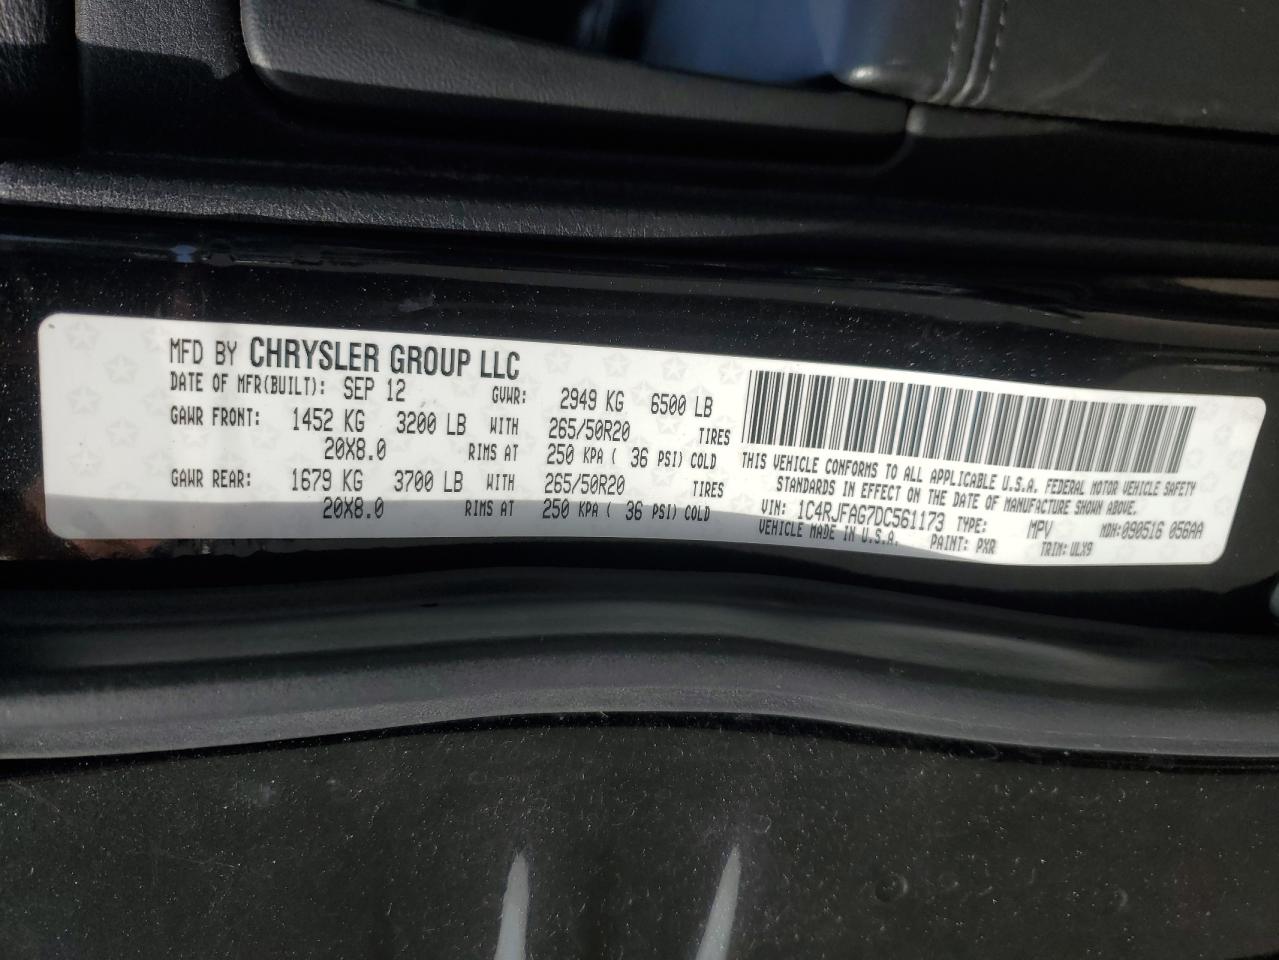 MFD BY CHRYSLER GROUP LLC
DATE OF MFR(BUILT): SEP 12 GVWR: 2949 KG 6500 LB
GAWR FRONT: 1452 KG 3200 LB WITH 265/50R20 TIRES
20X8.0 RIMS AT 250 KPA ( 36 PSI) COLD
GAWR REAR: 1679 KG 3700 LB WITH 265/50R20 TIRES
20X8.0 RIMS AT 250 KPA ( 36 PSI) COLD
THIS VEHICLE CONFORMS TO ALL APPLICABLE U.S.A. FEDERAL MOTOR VEHICLE SAFETY
STANDARDS IN EFFECT ON THE DATE OF MANUFACTURE SHOWN ABOVE.
VIN: 1C4RJFAG7DC561173 TYPE: MPV MDH:090516 056AA
VEHICLE MADE IN U.S.A. PAINT: PXR TRIM: ULX9